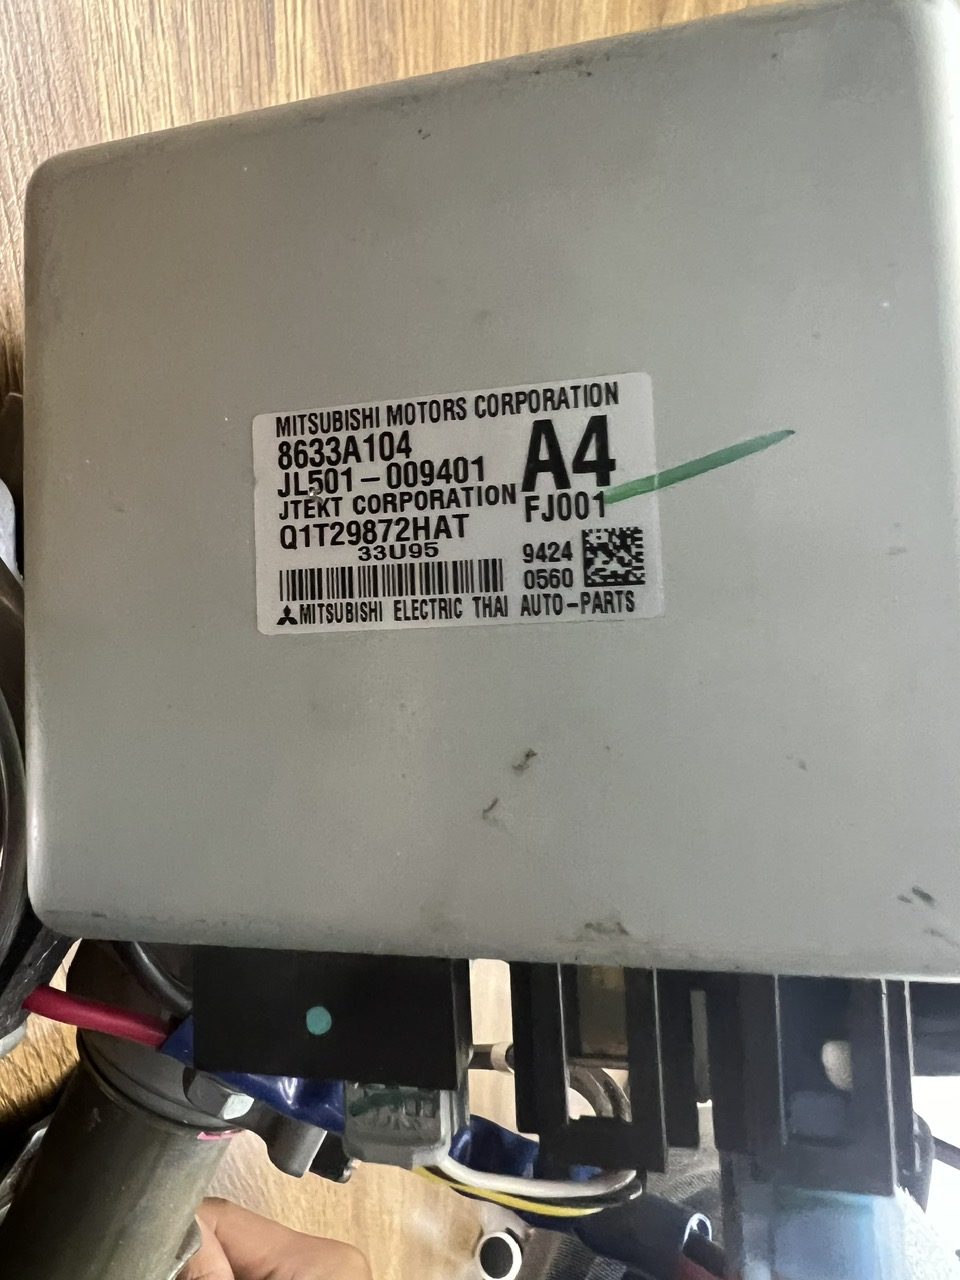 MITSUBISHI MOTORS CORPORATION
8633A104
A4
JL501-009401
JTEKT CORPORATION
FJ001
Q1T29872HAT
33U95
9424
0560
MITSUBISHI ELECTRIC THAI AUTO-PARTS